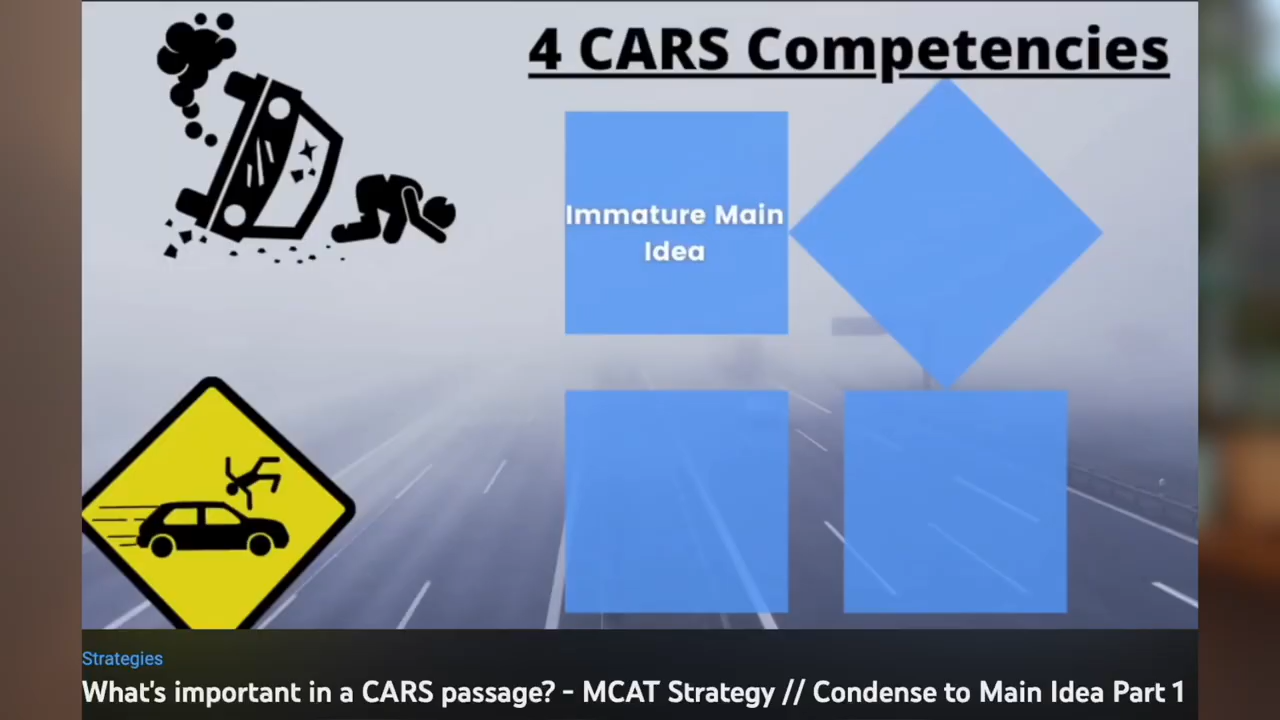 4 CARS Competencies
Immature Main
Idea
Strategies
What's important in a CARS passage? - MCAT Strategy // Condense to Main Idea Part 1